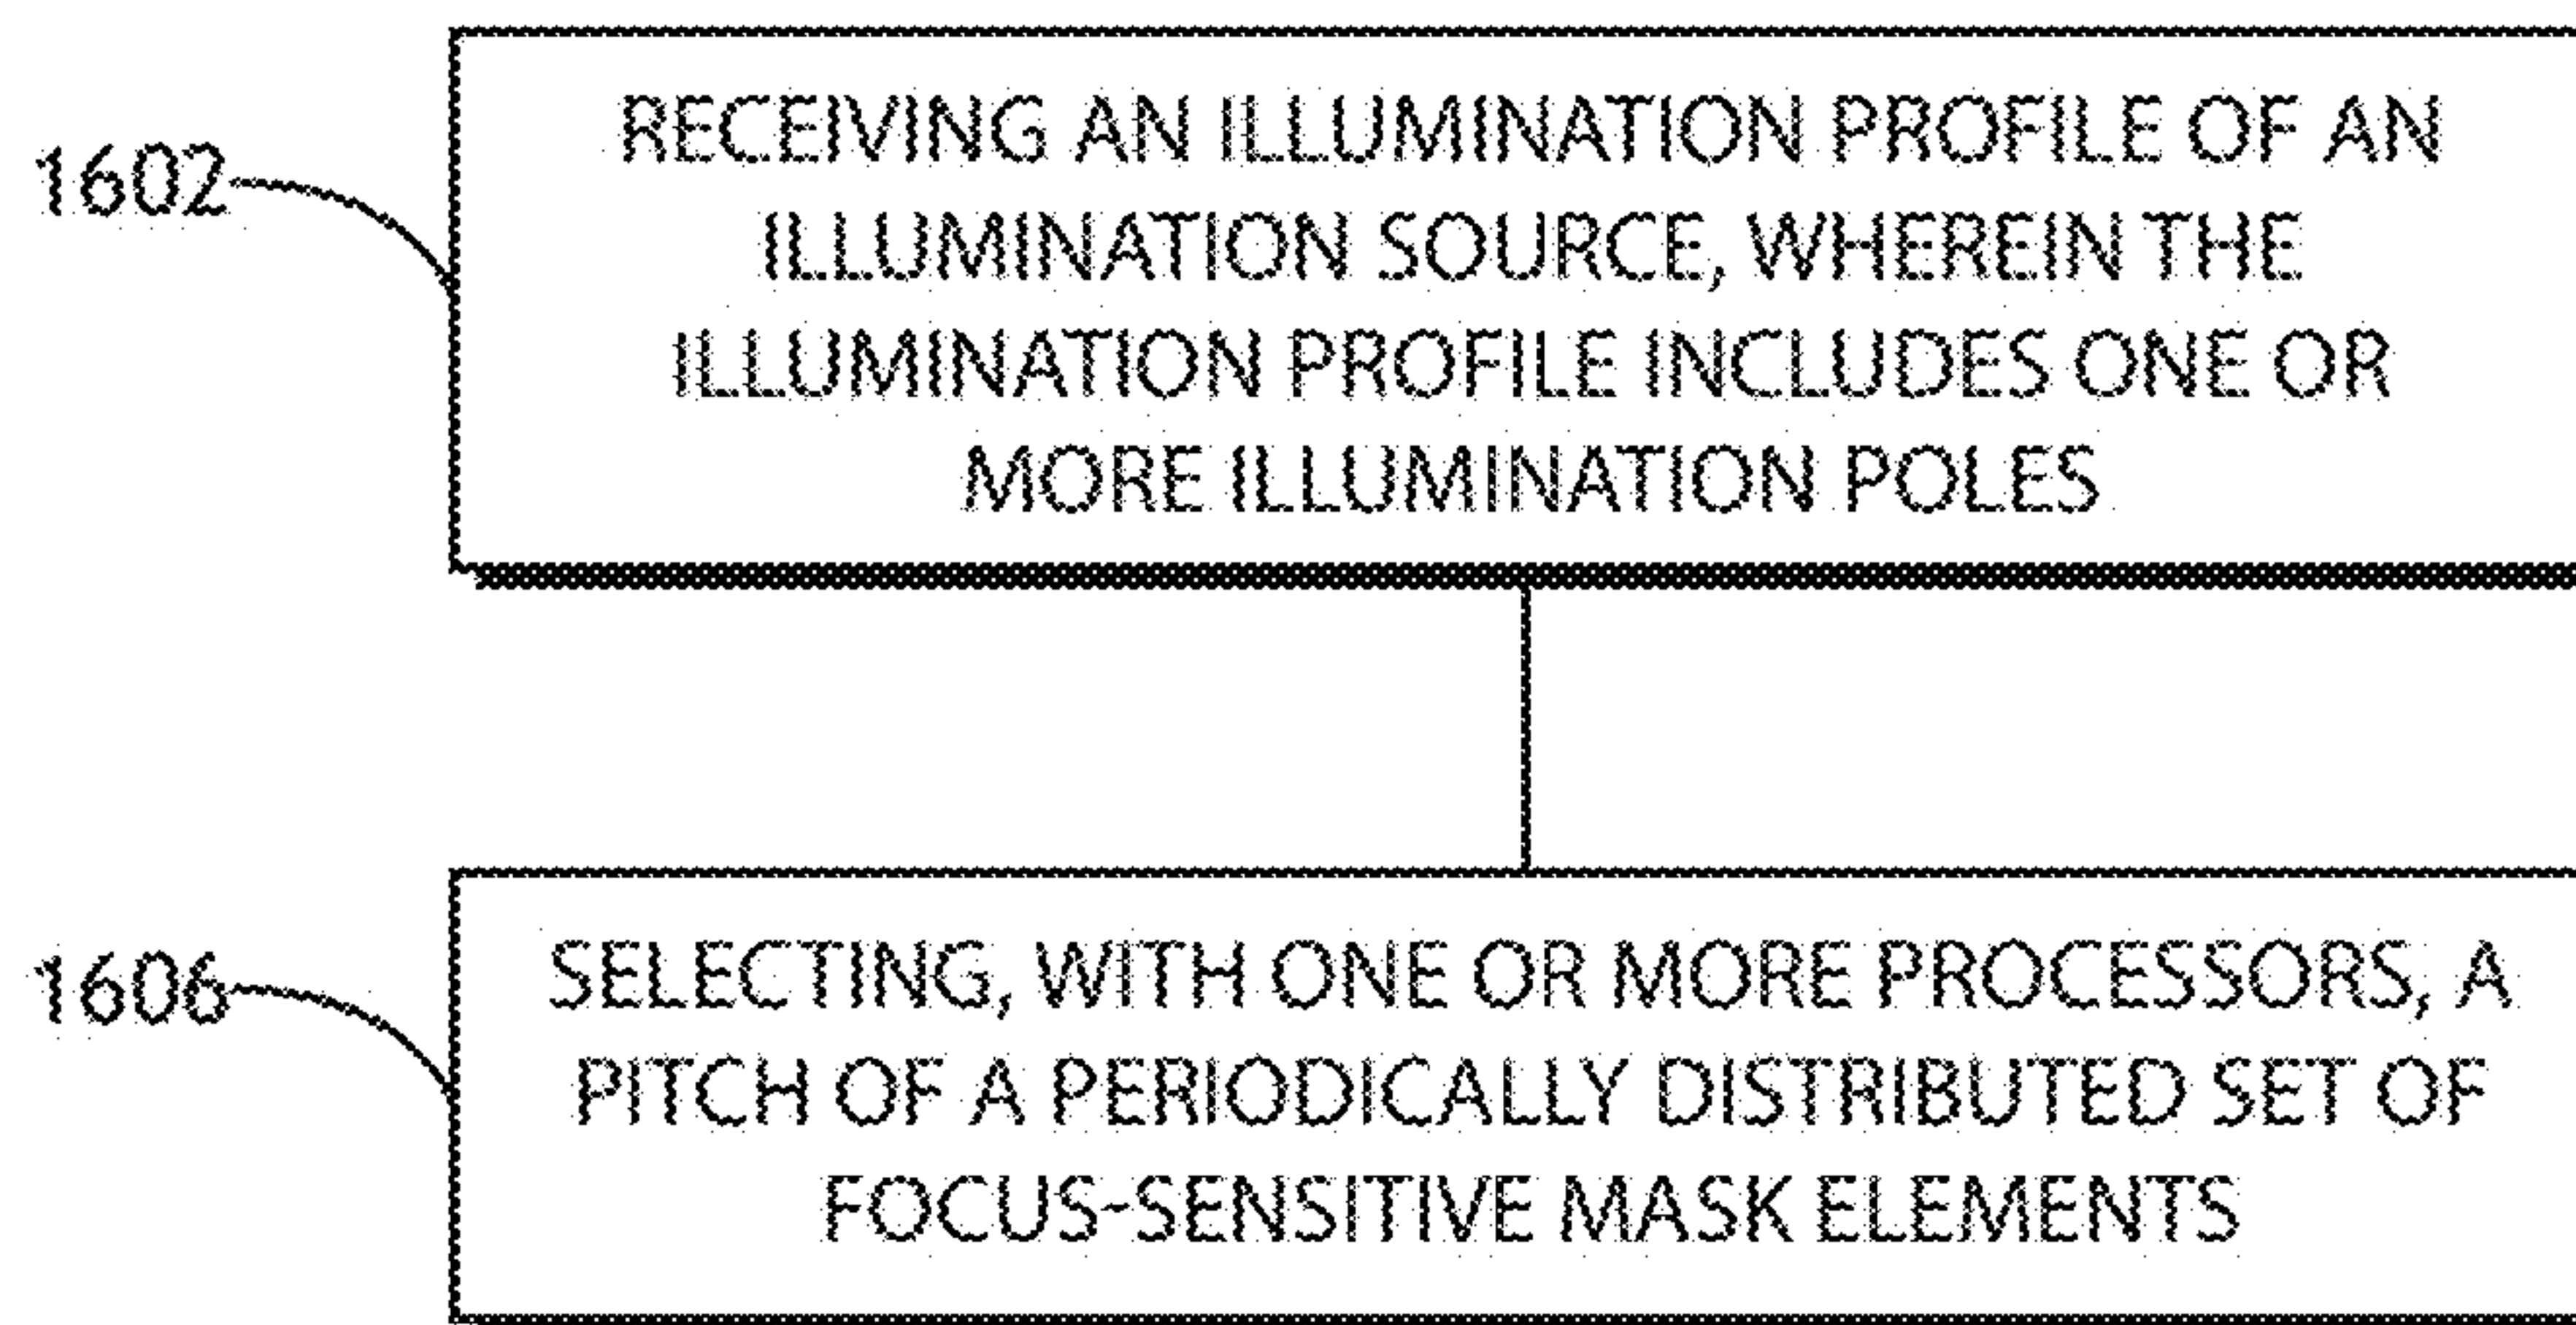 1602
RECEIVING AN ILLUMINATION PROFILE OF AN
ILLUMINATION SOURCE, WHEREIN THE
ILLUMINATION PROFILE INCLUDES ONE OR
MORE ILLUMINATION POLES
1606
SELECTING, WITH ONE OR MORE PROCESSORS, A
PITCH OF A PERIODICALLY DISTRIBUTED SET OF
FOCUS-SENSITIVE MASK ELEMENTS